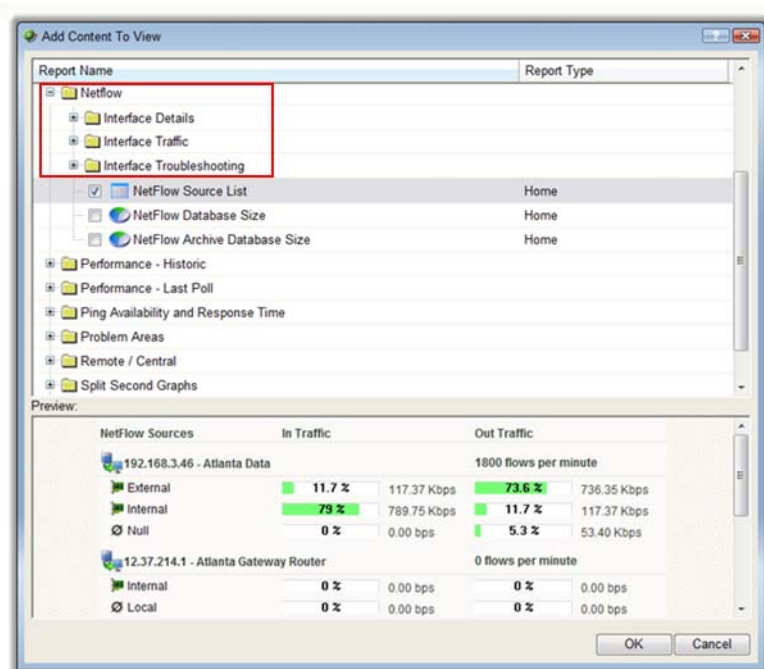 Add Content To View
Report Name Report Type
Netflow
Interface Details
Interface Traffic
Interface Troubleshooting
NetFlow Source List Home
NetFlow Database Size Home
NetFlow Archive Database Size Home
Performance - Historic
Performance - Last Poll
Ping Availability and Response Time
Problem Areas
Remote / Central
Split Second Graphs
Preview:
NetFlow Sources In Traffic Out Traffic
192.168.3.46 - Atlanta Data 1800 flows per minute
External 11.7 % 117.37 Kbps 73.6 % 736.35 Kbps
Internal 79 % 789.75 Kbps 11.7 % 117.37 Kbps
Null 0 % 0.00 bps 5.3 % 53.40 Kbps
12.37.214.1 - Atlanta Gateway Router 0 flows per minute
Internal 0 % 0.00 bps 0 % 0.00 bps
Local 0 % 0.00 bps 0 % 0.00 bps
OK Cancel